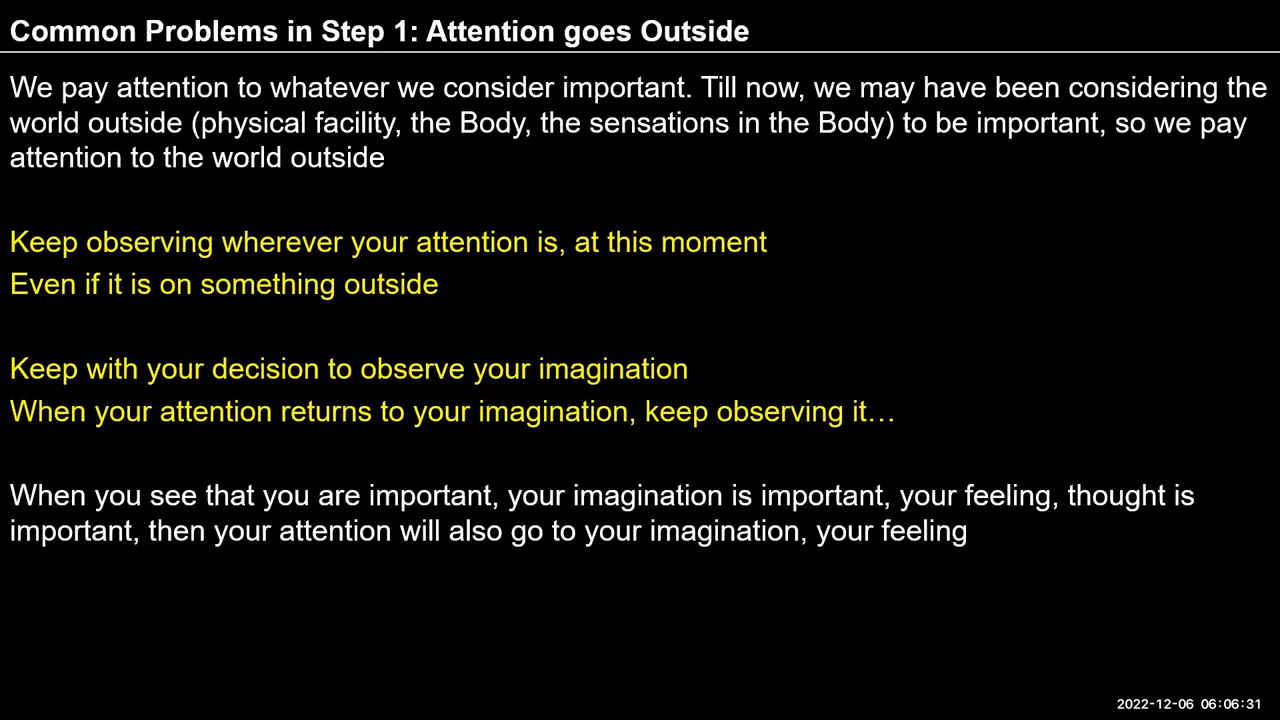 Common Problems in Step 1: Attention goes Outside
We pay attention to whatever we consider important. Till now, we may have been considering the
world outside (physical facility, the Body, the sensations in the Body) to be important, so we pay
attention to the world outside
Keep observing wherever your attention is, at this moment
Even if it is on something outside
Keep with your decision to observe your imagination
When your attention returns to your imagination, keep observing it…
When you see that you are important, your imagination is important, your feeling, thought is
important, then your attention will also go to your imagination, your feeling
2022-12-06 06:06:31